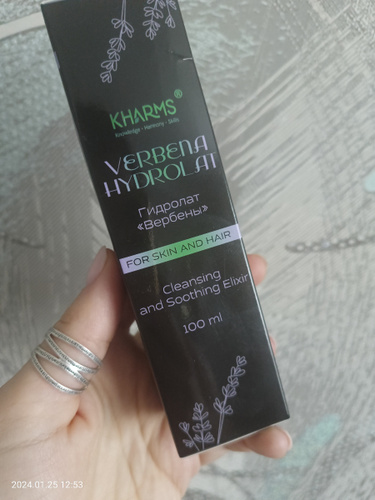 KHARMS®
Knowledge • Harmony • Skills
VERBENA
HYDROLAT
Гидролат
«Вербены»
FOR SKIN AND HAIR
Cleansing
and Soothing Elixir
100 ml
2024.01.25 12:53